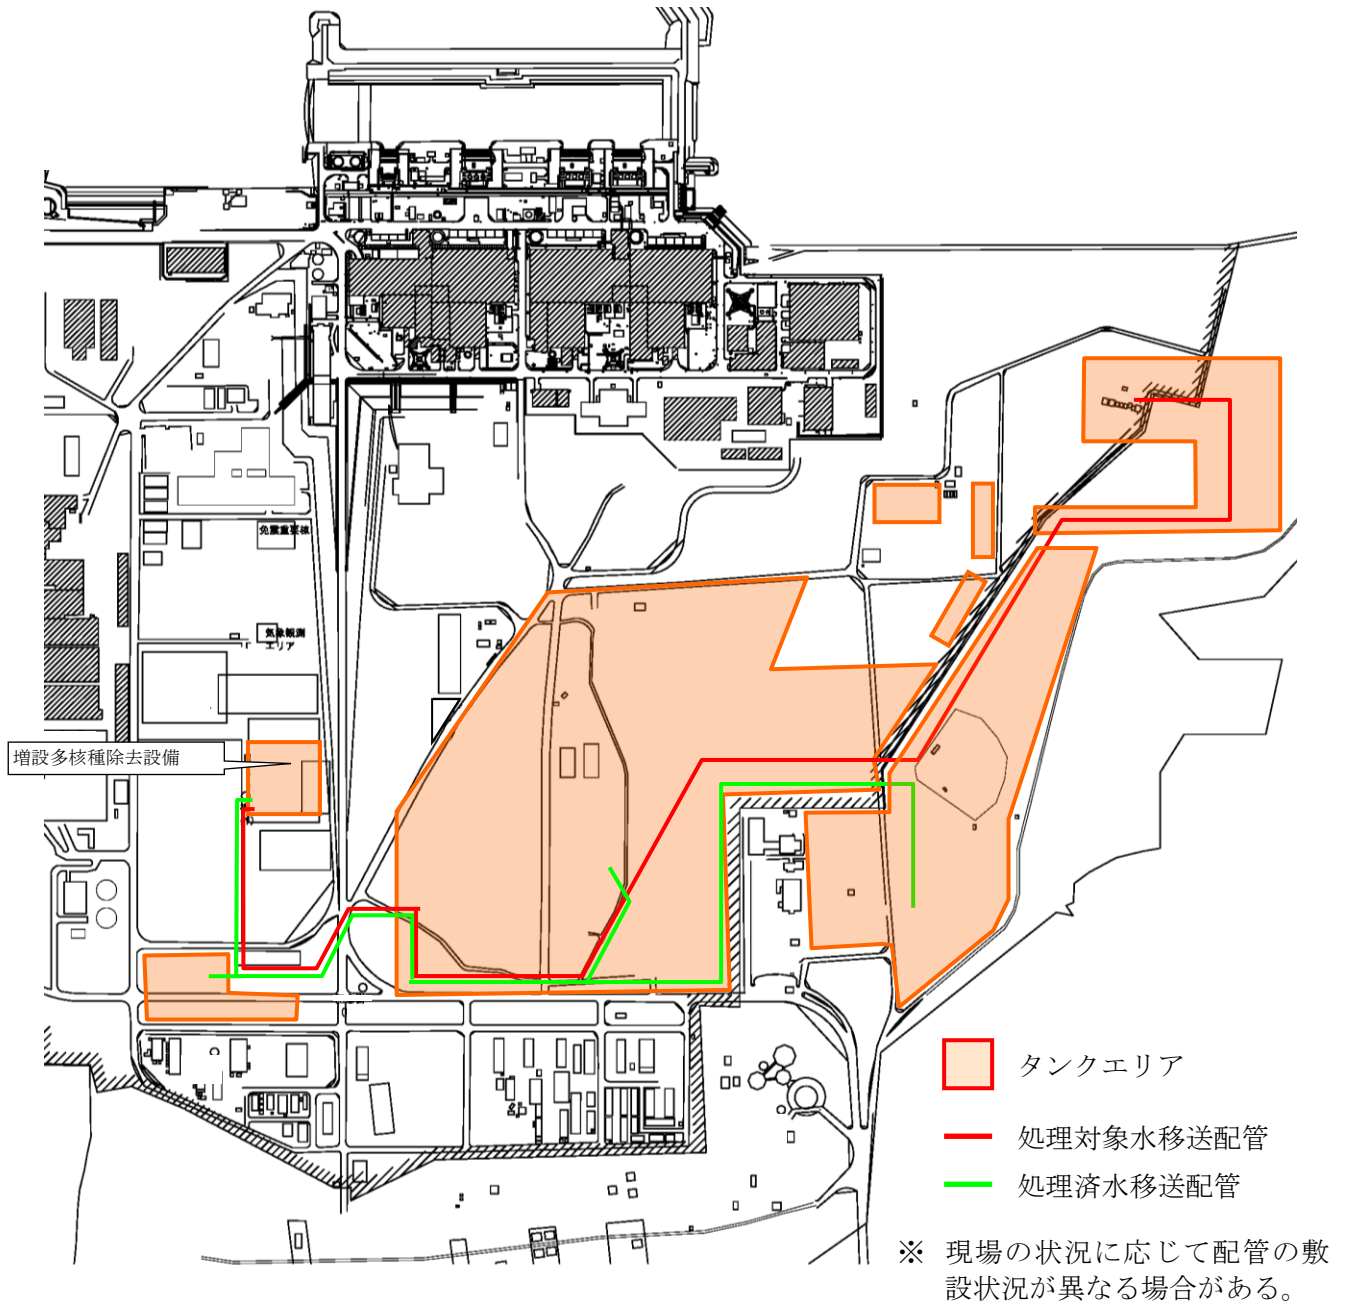 免震重要棟
気象観測
エリア
増設多核種除去設備
タンクエリア
処理対象水移送配管
処理済水移送配管
※ 現場の状況に応じて配管の敷
設状況が異なる場合がある。